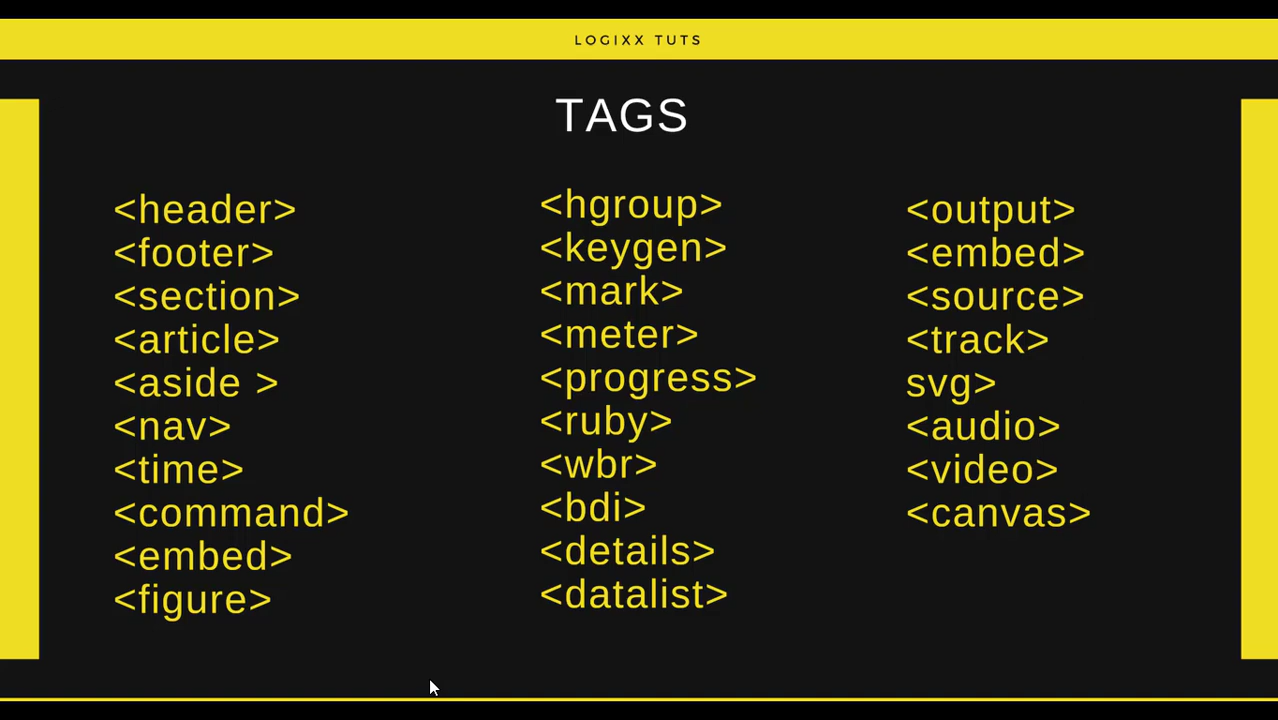 LOGIXX TUTS
TAGS
<header>
<footer>
<section>
<article>
<aside >
<nav>
<time>
<command>
<embed>
<figure>
<hgroup>
<keygen>
<mark>
<meter>
<progress>
<ruby>
<wbr>
<bdi>
<details>
<datalist>
<output>
<embed>
<source>
<track>
svg>
<audio>
<video>
<canvas>